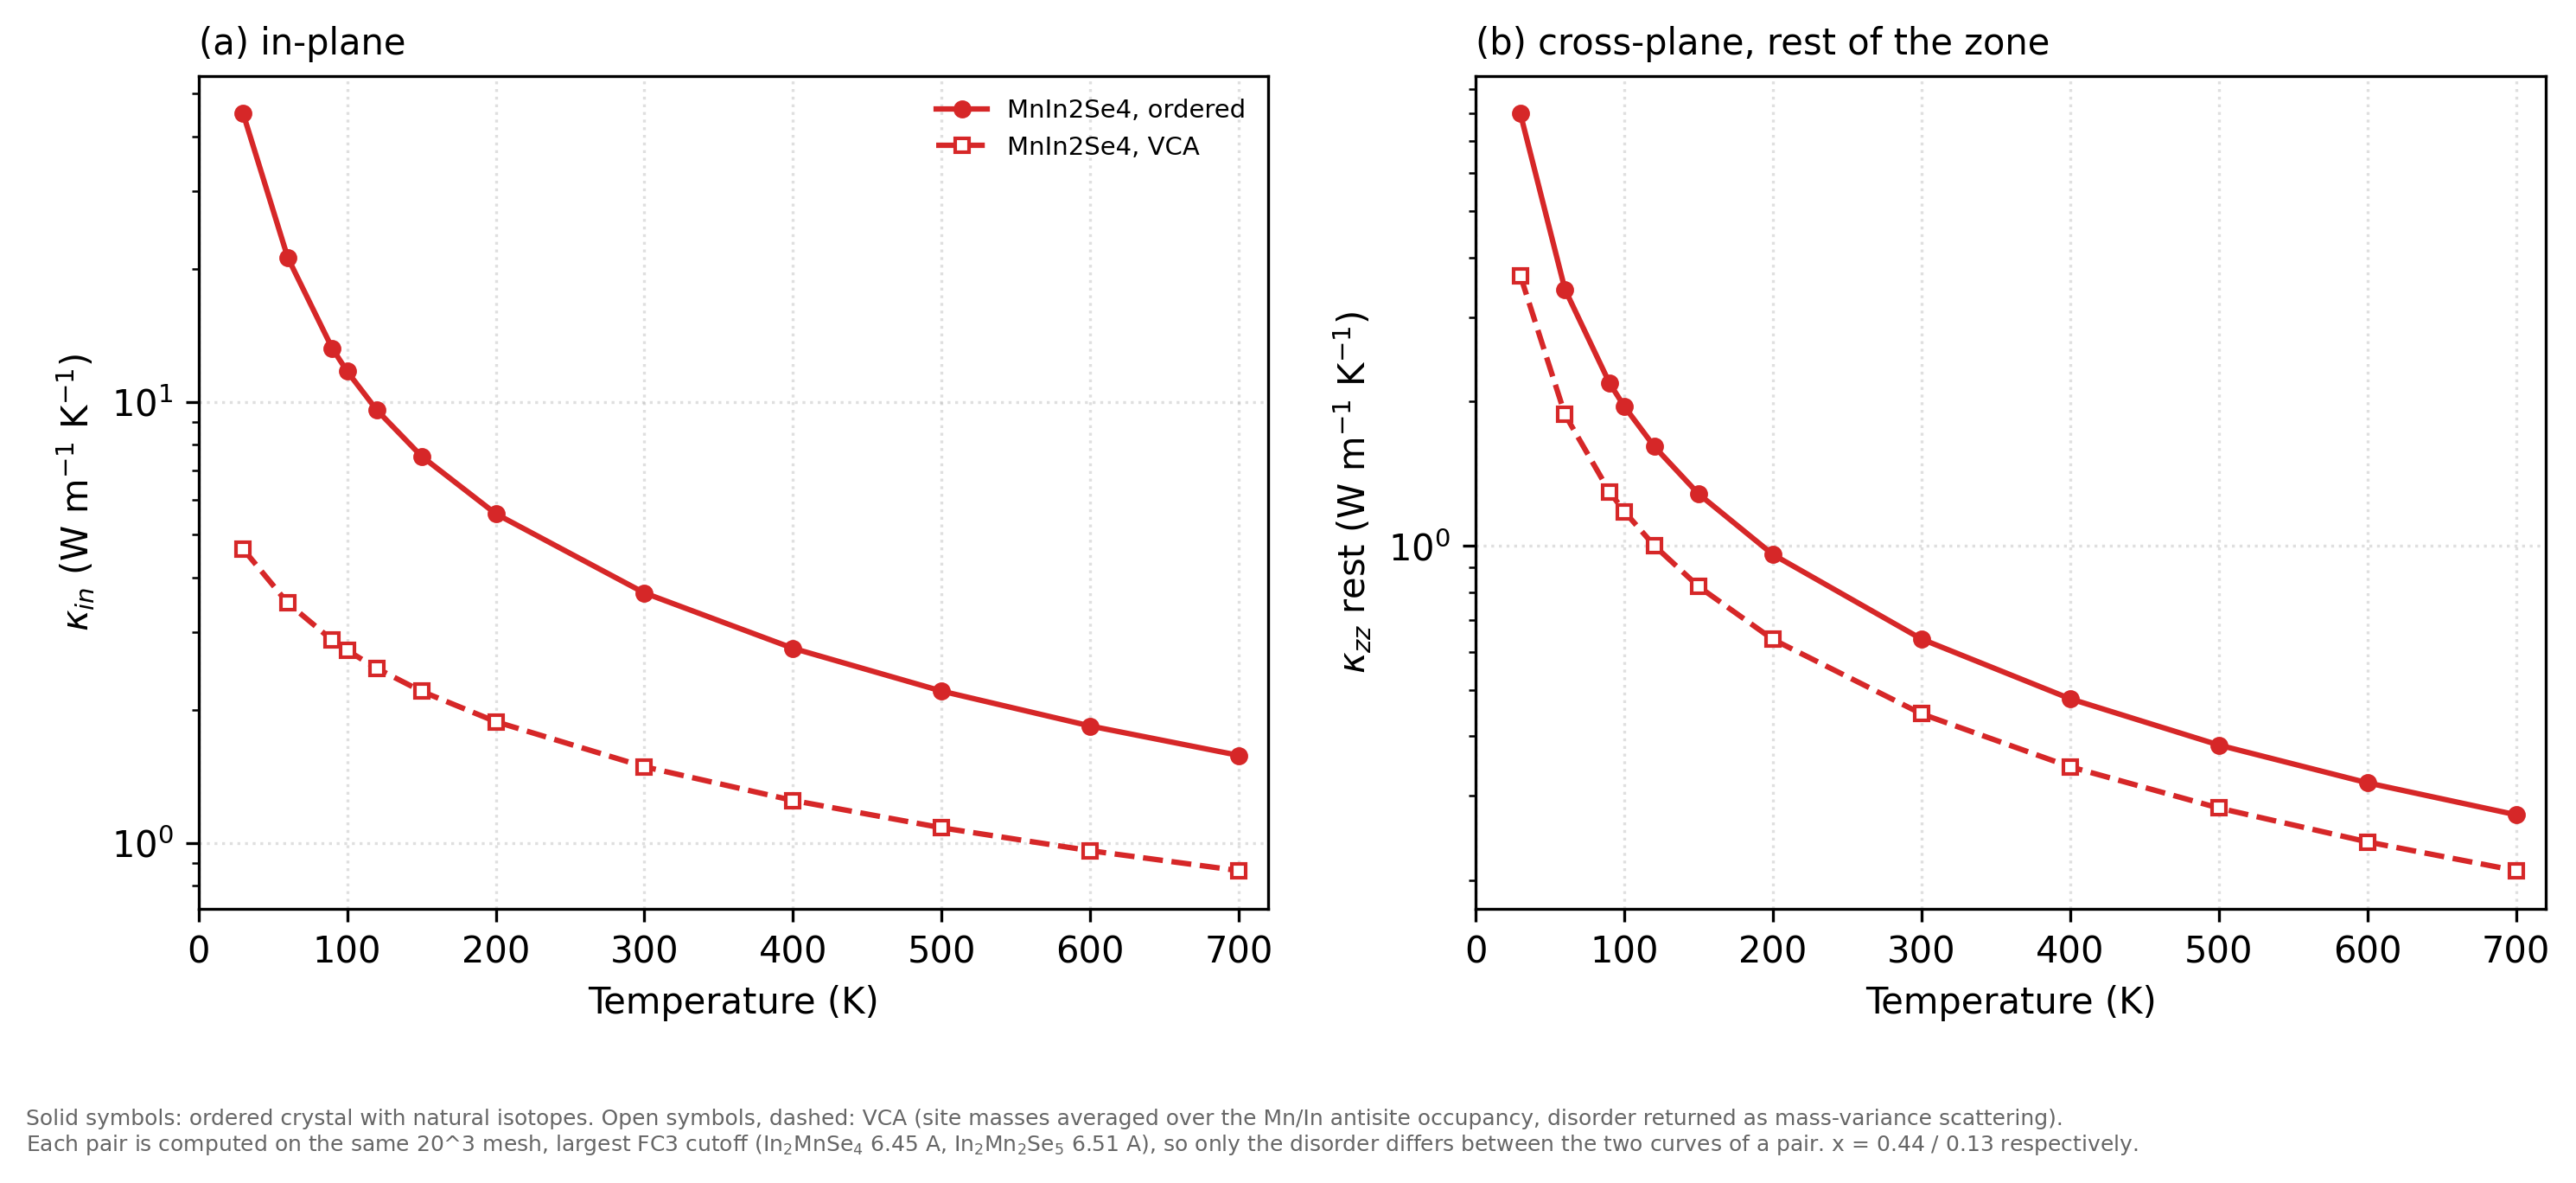 (a) in-plane
(b) cross-plane, rest of the zone
MnIn2Se4, ordered
MnIn2Se4, VCA
κ_in (W m⁻¹ K⁻¹)
10¹
10⁰
0 100 200 300 400 500 600 700
Temperature (K)
κ_zz rest (W m⁻¹ K⁻¹)
10⁰
0 100 200 300 400 500 600 700
Temperature (K)
Solid symbols: ordered crystal with natural isotopes. Open symbols, dashed: VCA (site masses averaged over the Mn/In antisite occupancy, disorder returned as mass-variance scattering).
Each pair is computed on the same 20^3 mesh, largest FC3 cutoff (In₂MnSe₄ 6.45 A, In₂Mn₂Se₅ 6.51 A), so only the disorder differs between the two curves of a pair. x = 0.44 / 0.13 respectively.